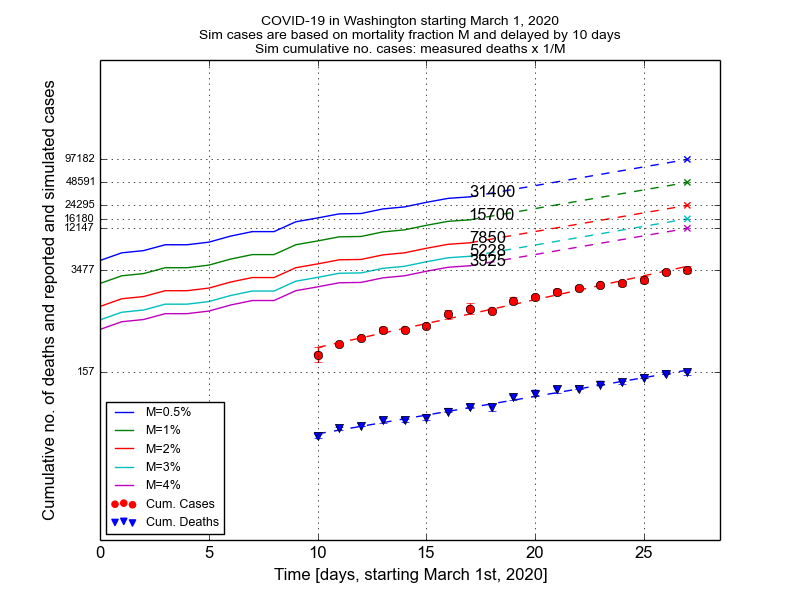 COVID-19 in Washington starting March 1, 2020
Sim cases are based on mortality fraction M and delayed by 10 days
Sim cumulative no. cases: measured deaths x 1/M
Cumulative no. of deaths and reported and simulated cases
97182
48591
24295
16180
12147
3477
157
31400
15700
7850
5228
3925
M=0.5%
M=1%
M=2%
M=3%
M=4%
Cum. Cases
Cum. Deaths
0 5 10 15 20 25
Time [days, starting March 1st, 2020]